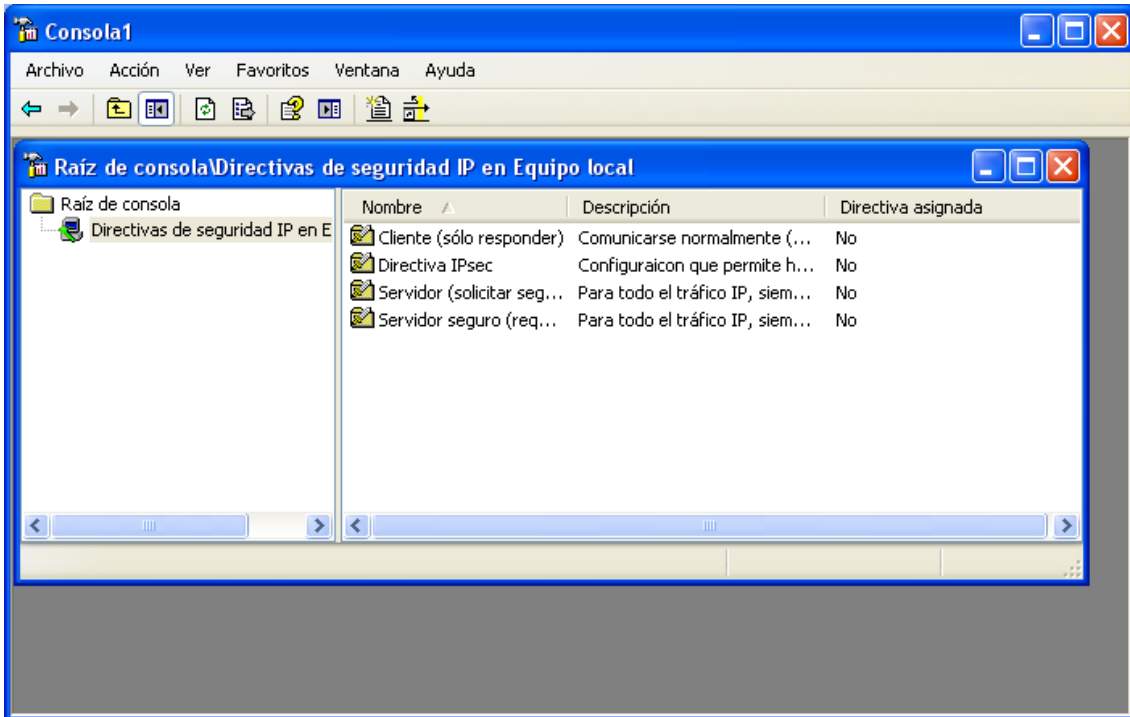 Consola1
Archivo Acción Ver Favoritos Ventana Ayuda
Raíz de consola\Directivas de seguridad IP en Equipo local
Raíz de consola
Directivas de seguridad IP en E
Nombre Descripción Directiva asignada
Cliente (sólo responder) Comunicarse normalmente (... No
Directiva IPsec Configuraicon que permite h... No
Servidor (solicitar seg... Para todo el tráfico IP, siem... No
Servidor seguro (req... Para todo el tráfico IP, siem... No